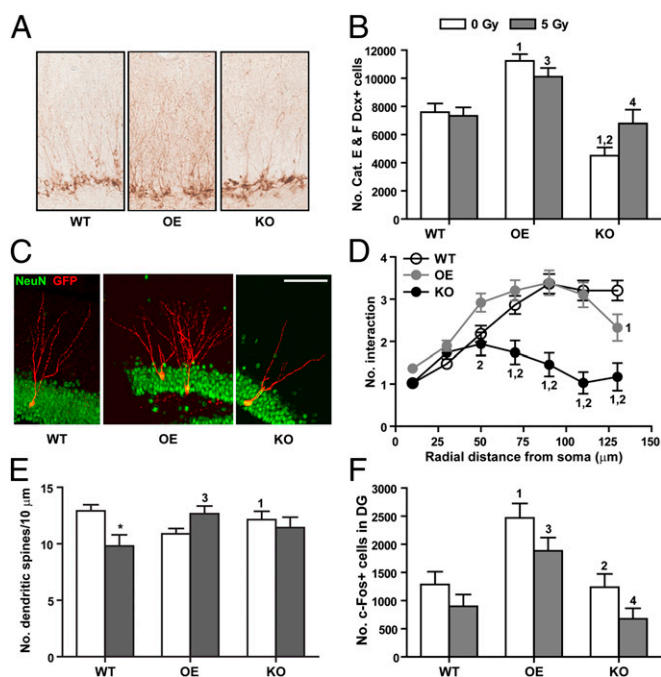 A
WT OE KO
B
0 Gy 5 Gy
No. Cat. E & F Dcx+ cells
12000
10000
8000
6000
4000
2000
0
1
3
1,2
4
WT OE KO
C
NeuN GFP
WT OE KO
D
WT
OE
KO
No. interaction
4
3
2
1
0
1
2
1,2
1,2
1,2
1,2
0 25 50 75 100 125 150
Radial distance from soma (µm)
E
No. dendritic spines/10 µm
15
10
5
0
*
3
1
WT OE KO
F
No. c-Fos+ cells in DG
3000
2500
2000
1500
1000
500
0
1
3
2
4
WT OE KO